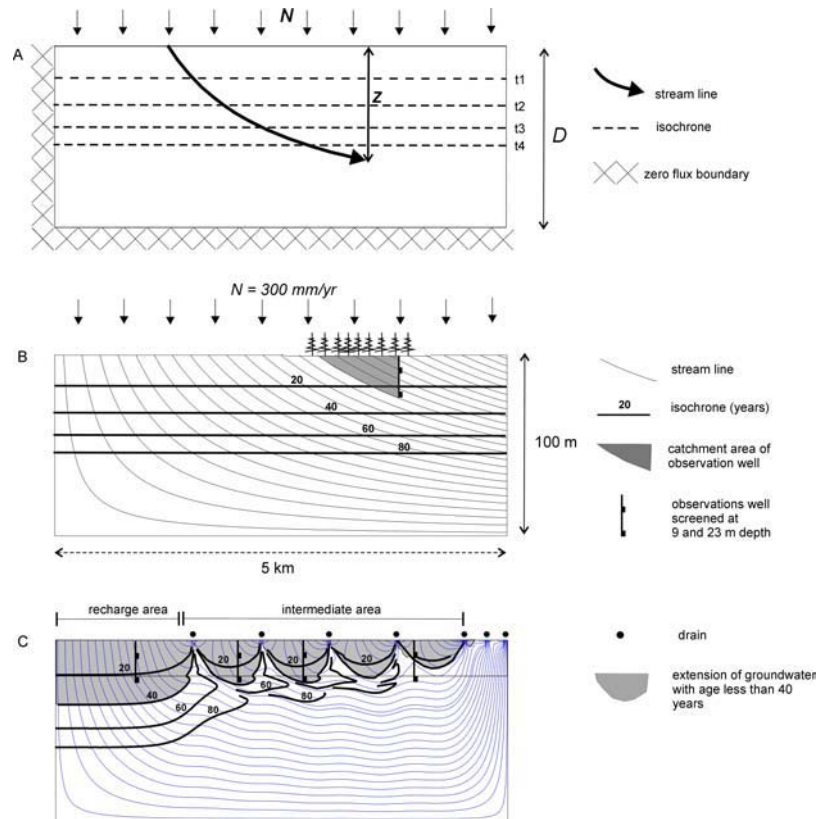 N
A
t1
t2
t3
t4
z
D
stream line
isochrone
zero flux boundary
N = 300 mm/yr
B
20
40
60
80
100 m
5 km
stream line
20
isochrone (years)
catchment area of
observation well
observations well
screened at
9 and 23 m depth
recharge area
intermediate area
C
20
20
20
20
40
60
80
60
80
drain
extension of groundwater
with age less than 40
years